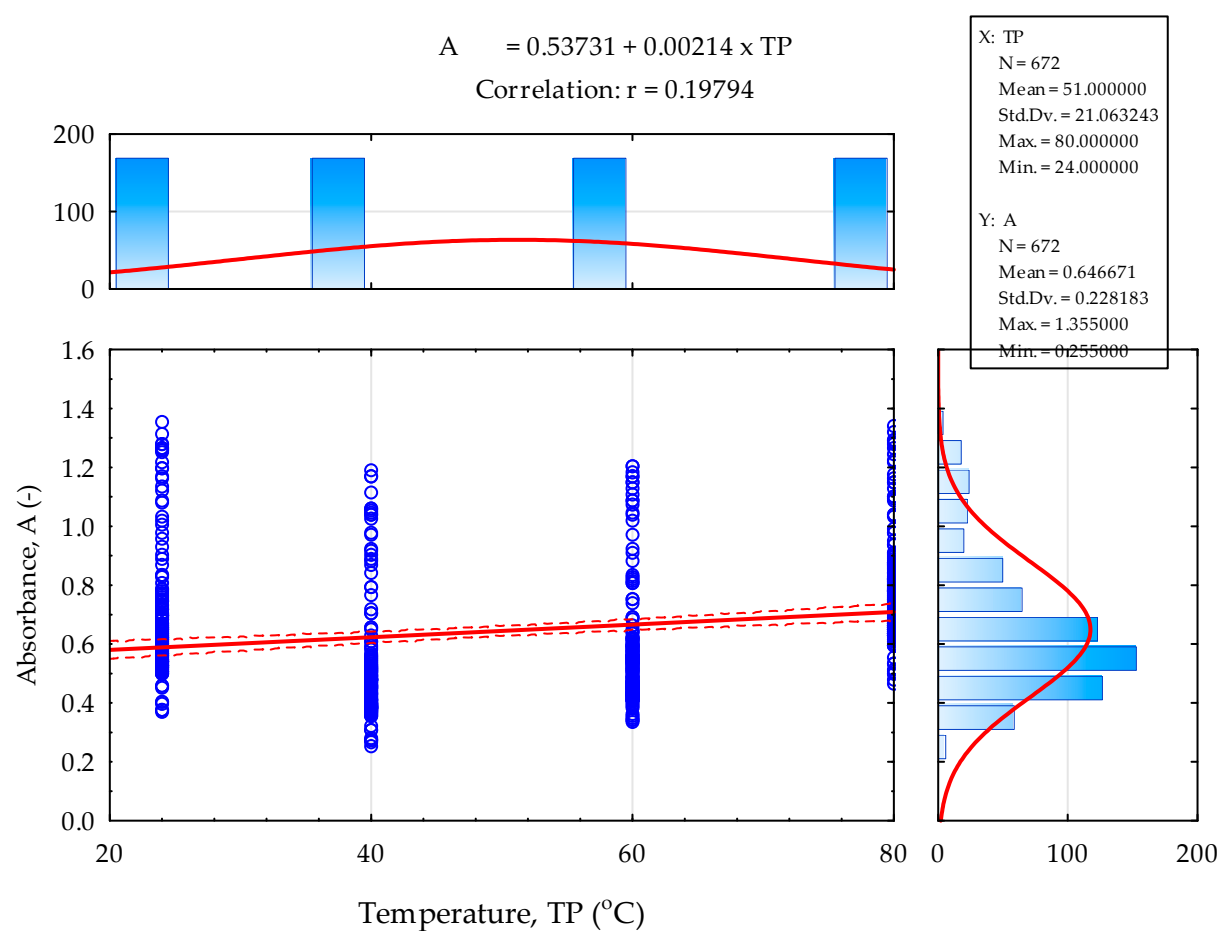 A = 0.53731 + 0.00214 x TP
Correlation: r = 0.19794
X: TP
N = 672
Mean = 51.000000
Std.Dv. = 21.063243
Max. = 80.000000
Min. = 24.000000
Y: A
N = 672
Mean = 0.646671
Std.Dv. = 0.228183
Max. = 1.355000
Min. = 0.255000
200
100
0
1.6
1.4
1.2
1.0
0.8
0.6
0.4
0.2
0.0
Absorbance, A (-)
20 40 60 80
0 100 200
Temperature, TP (°C)